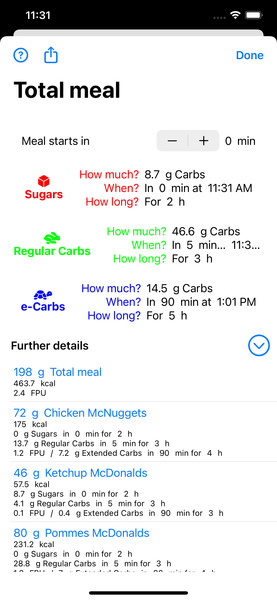 11:31
Done
Total meal
Meal starts in − + 0 min
How much? 8.7 g Carbs
Sugars When? In 0 min at 11:31 AM
How long? For 2 h
How much? 46.6 g Carbs
Regular Carbs When? In 5 min... 11:3...
How long? For 3 h
How much? 14.5 g Carbs
e-Carbs When? In 90 min at 1:01 PM
How long? For 5 h
Further details
198 g Total meal
463.7 kcal
2.4 FPU
72 g Chicken McNuggets
175 kcal
0 g Sugars in 0 min for 2 h
13.7 g Regular Carbs in 5 min for 3 h
1.2 FPU / 7.2 g Extended Carbs in 90 min for 4 h
46 g Ketchup McDonalds
57.5 kcal
8.7 g Sugars in 0 min for 2 h
4.1 g Regular Carbs in 5 min for 3 h
0.1 FPU / 0.4 g Extended Carbs in 90 min for 3 h
80 g Pommes McDonalds
231.2 kcal
0 g Sugars in 0 min for 2 h
28.8 g Regular Carbs in 5 min for 3 h